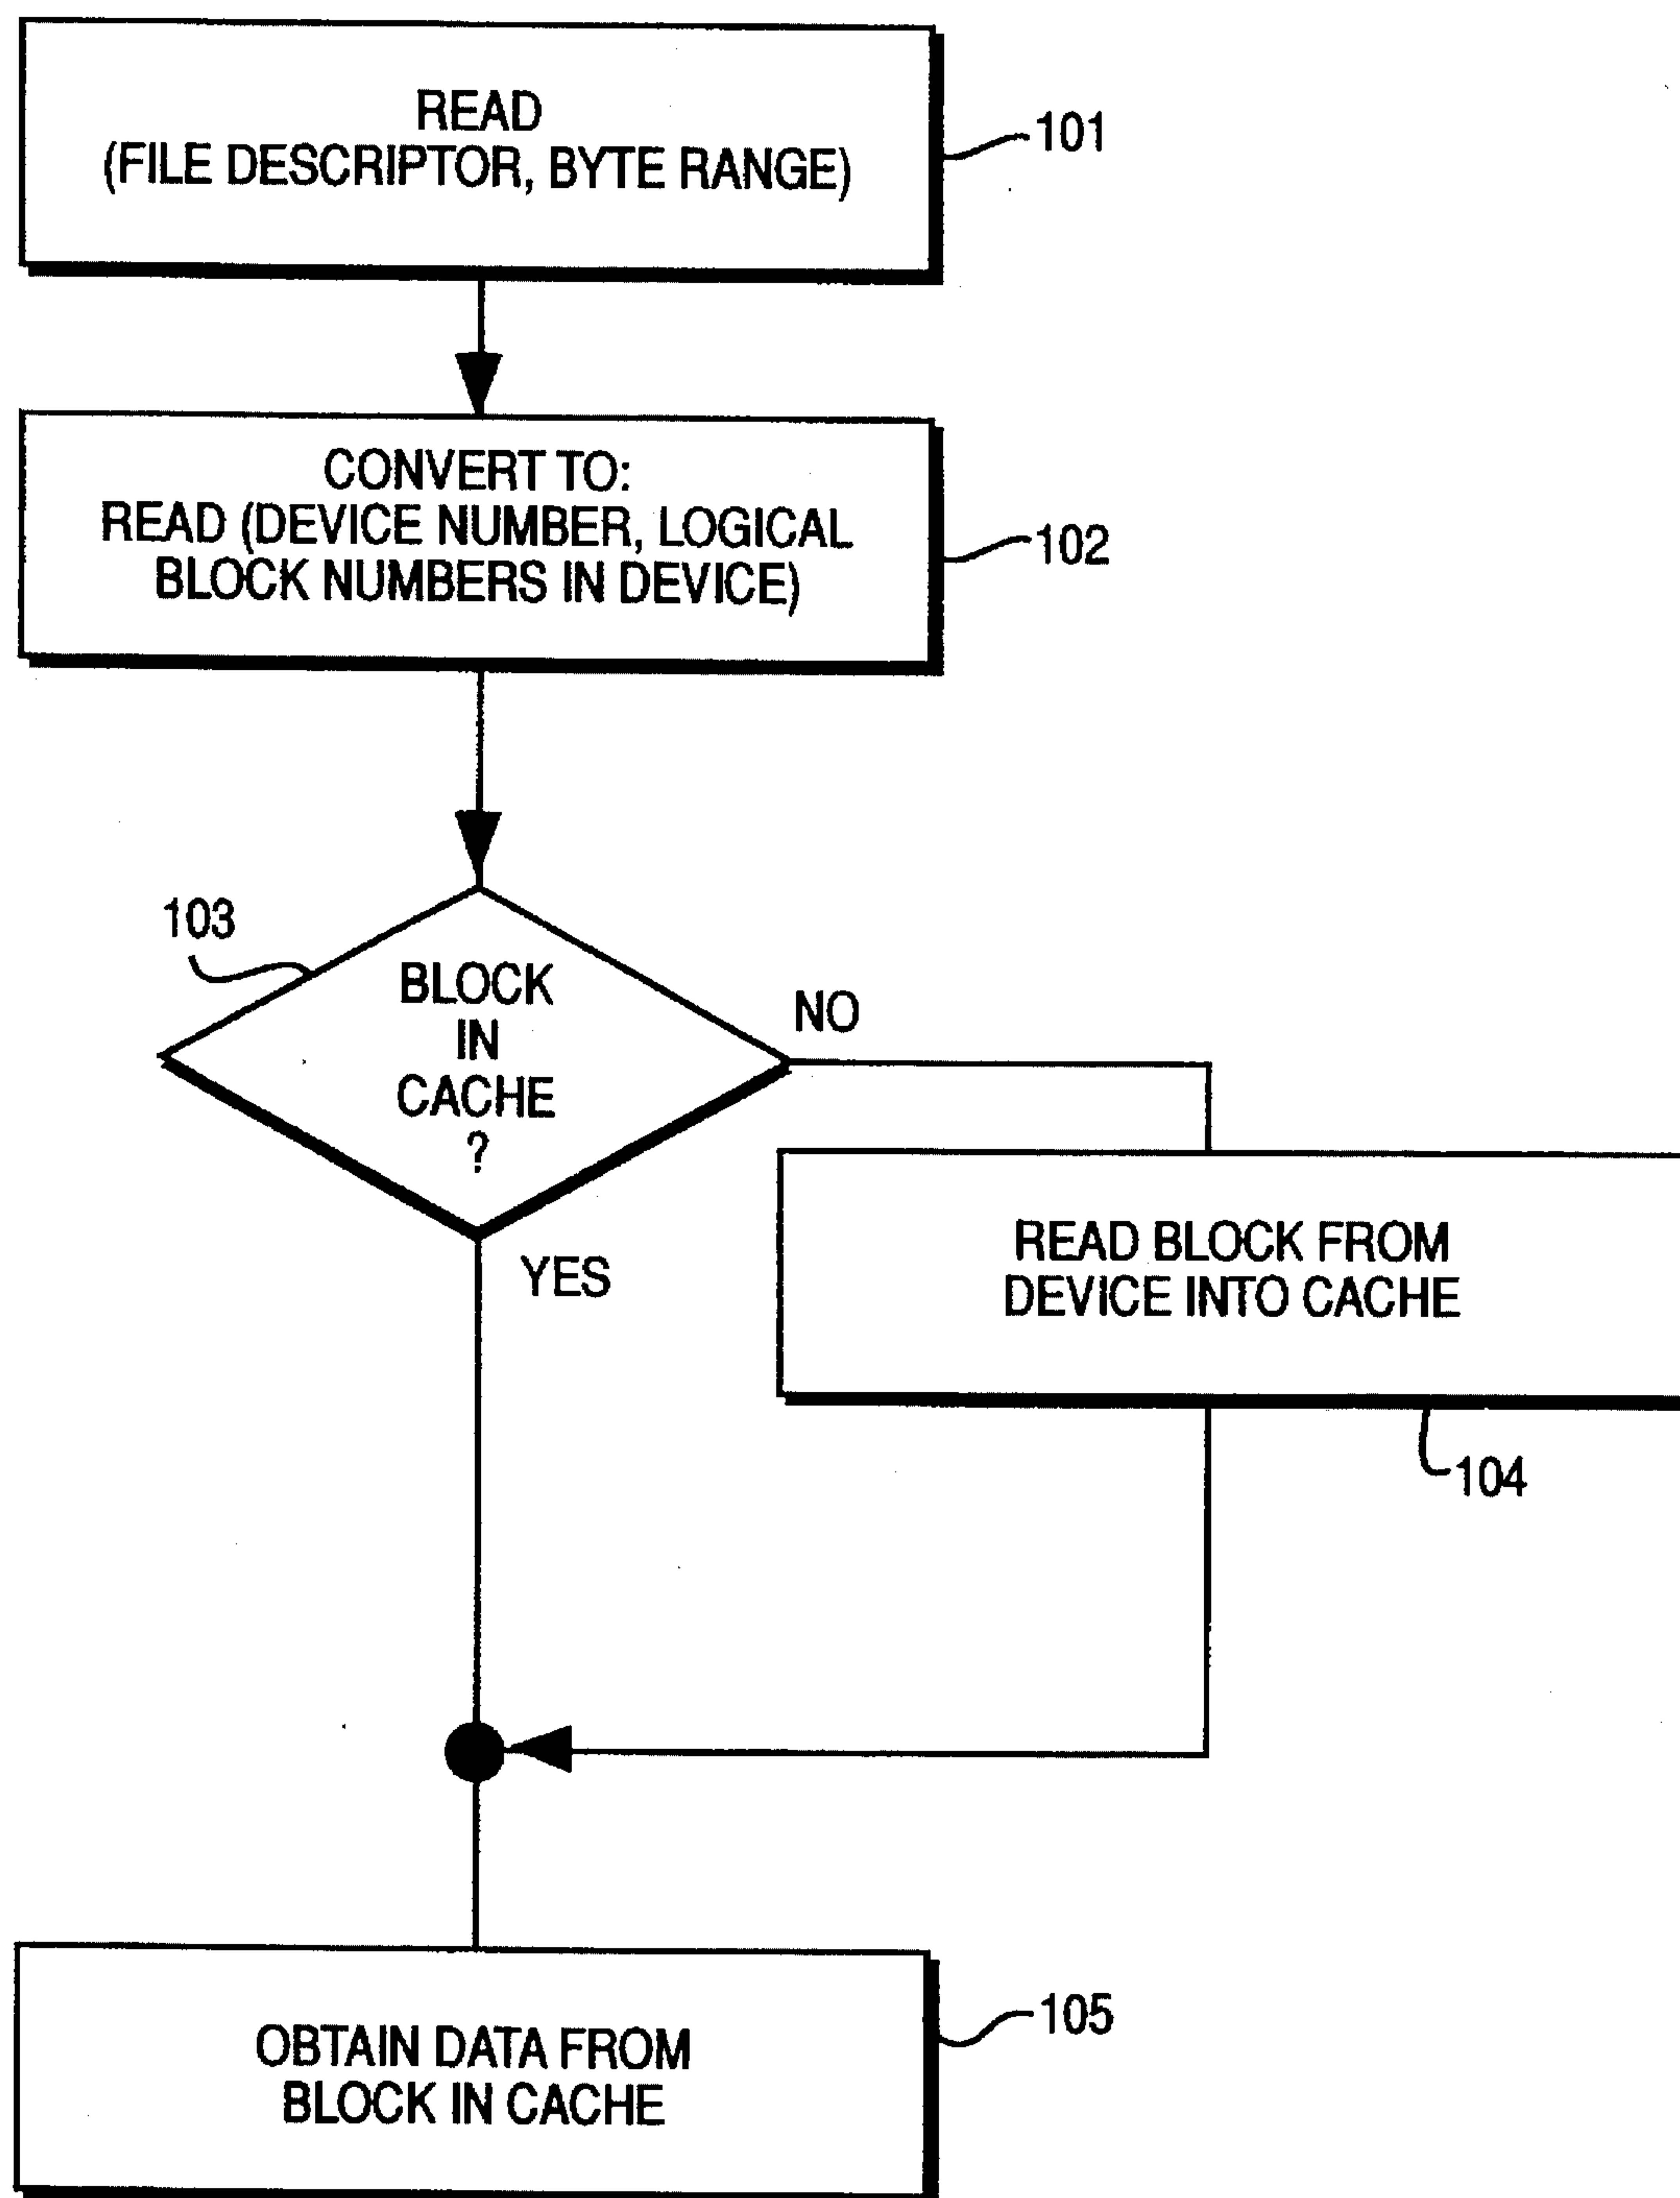 READ
(FILE DESCRIPTOR, BYTE RANGE)
101
CONVERT TO:
READ (DEVICE NUMBER, LOGICAL
BLOCK NUMBERS IN DEVICE)
102
103
BLOCK
IN
CACHE
?
NO
YES
READ BLOCK FROM
DEVICE INTO CACHE
104
OBTAIN DATA FROM
BLOCK IN CACHE
105